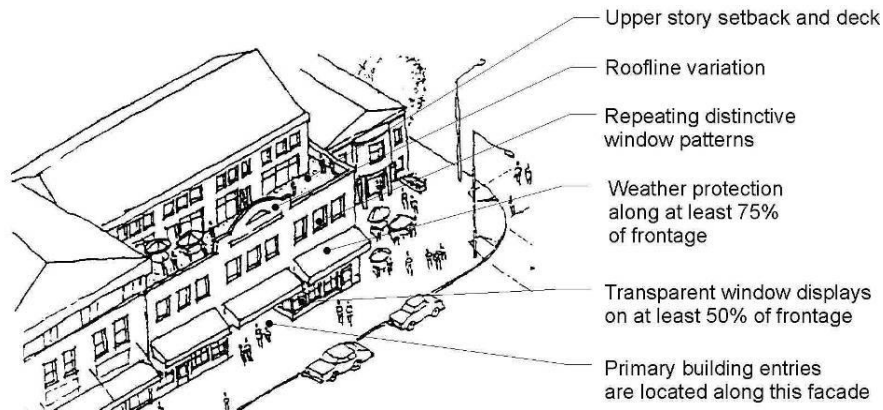 Upper story setback and deck
Roofline variation
Repeating distinctive
window patterns
Weather protection
along at least 75%
of frontage
Transparent window displays
on at least 50% of frontage
Primary building entries
are located along this facade